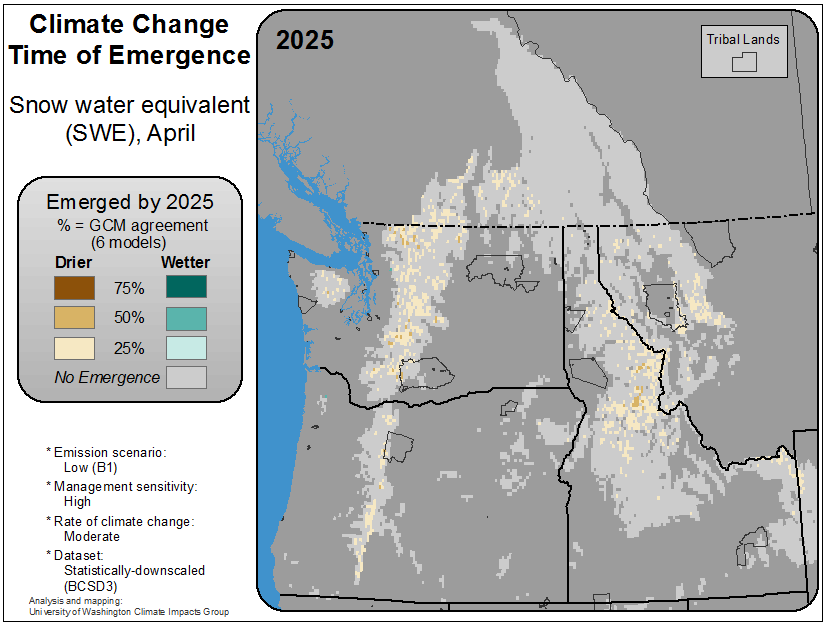 Climate Change
Time of Emergence
Snow water equivalent
(SWE), April
2025
Tribal Lands
Emerged by 2025
% = GCM agreement
(6 models)
Drier Wetter
75%
50%
25%
No Emergence
* Emission scenario:
Low (B1)
* Management sensitivity:
High
* Rate of climate change:
Moderate
* Dataset:
Statistically-downscaled
(BCSD3)
Analysis and mapping:
University of Washington Climate Impacts Group